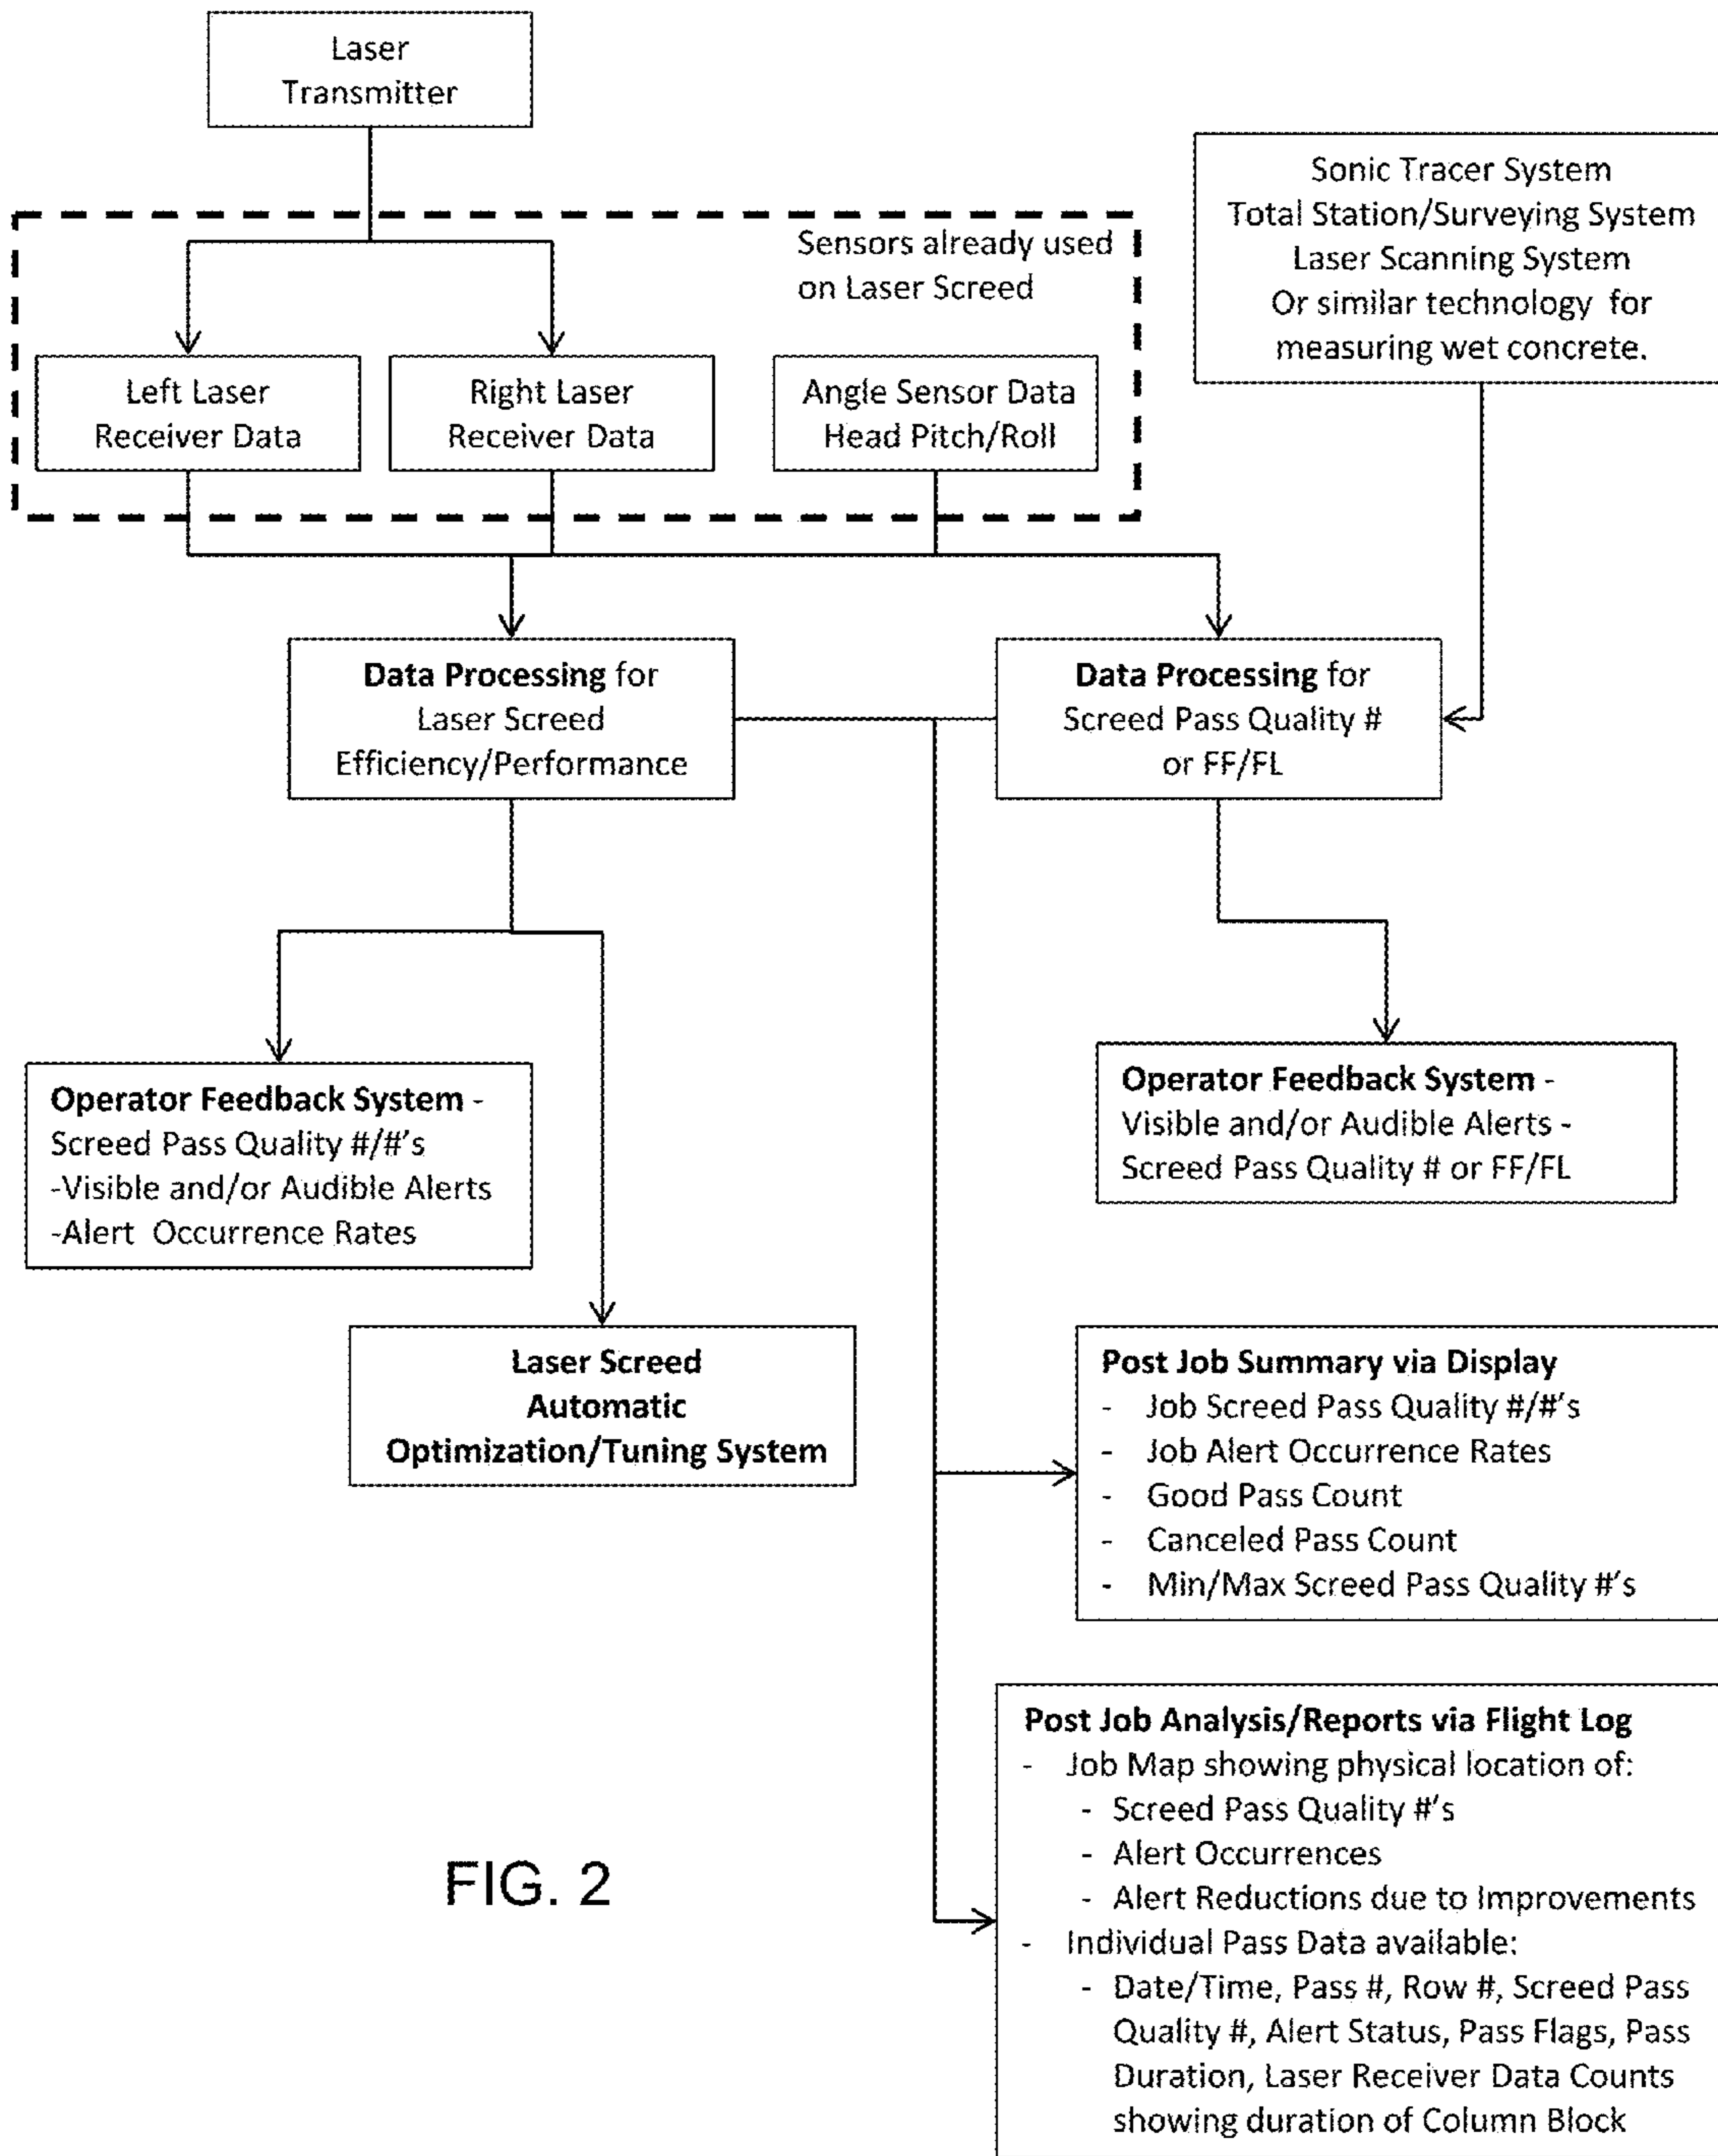 Laser
Transmitter
Sonic Tracer System
Total Station/Surveying System
Laser Scanning System
Or similar technology for
measuring wet concrete.
Sensors already used
on Laser Screed
Left Laser
Receiver Data
Right Laser
Receiver Data
Angle Sensor Data
Head Pitch/Roll
Data Processing for
Laser Screed
Efficiency/Performance
Data Processing for
Screed Pass Quality #
or FF/FL
Operator Feedback System -
Screed Pass Quality #/#'s
-Visible and/or Audible Alerts
-Alert Occurrence Rates
Operator Feedback System -
Visible and/or Audible Alerts -
Screed Pass Quality # or FF/FL
Laser Screed
Automatic
Optimization/Tuning System
Post Job Summary via Display
- Job Screed Pass Quality #/#'s
- Job Alert Occurrence Rates
- Good Pass Count
- Canceled Pass Count
- Min/Max Screed Pass Quality #'s
Post Job Analysis/Reports via Flight Log
- Job Map showing physical location of:
- Screed Pass Quality #'s
- Alert Occurrences
- Alert Reductions due to Improvements
- Individual Pass Data available:
- Date/Time, Pass #, Row #, Screed Pass
Quality #, Alert Status, Pass Flags, Pass
Duration, Laser Receiver Data Counts
showing duration of Column Block
FIG. 2